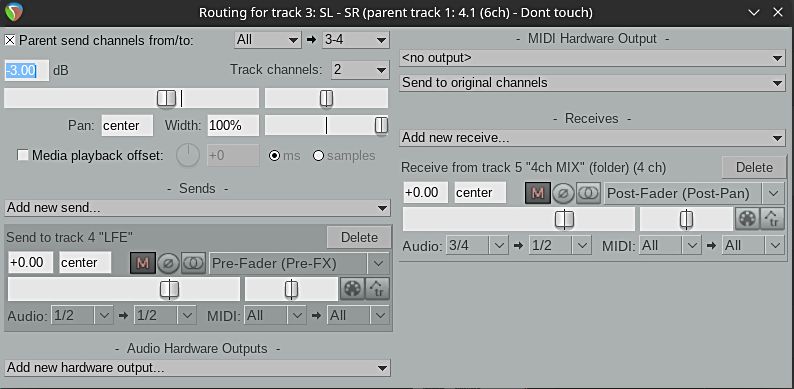 Routing for track 3: SL - SR (parent track 1: 4.1 (6ch) - Dont touch)
Parent send channels from/to: All 3-4
-3.00 dB Track channels: 2
Pan: center Width: 100%
Media playback offset: +0 ms samples
- Sends -
Add new send...
Send to track 4 "LFE" Delete
+0.00 center M Pre-Fader (Pre-FX)
tr
Audio: 1/2 1/2 MIDI: All All
- Audio Hardware Outputs -
Add new hardware output...
- MIDI Hardware Output -
<no output>
Send to original channels
- Receives -
Add new receive...
Receive from track 5 "4ch MIX" (folder) (4 ch) Delete
+0.00 center M Post-Fader (Post-Pan)
tr
Audio: 3/4 1/2 MIDI: All All